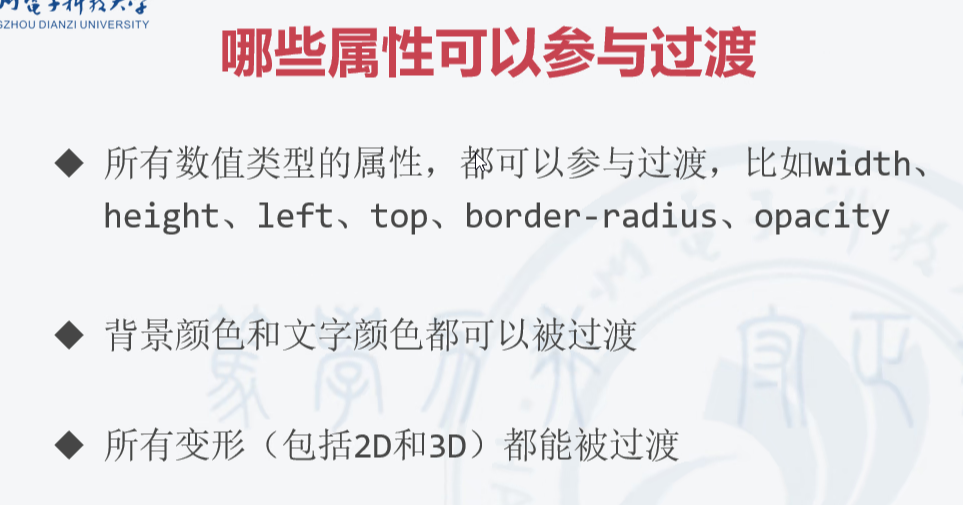 ZHOU DIANZI UNIVERSITY
哪些属性可以参与过渡
◆ 所有数值类型的属性，都可以参与过渡，比如width、
height、left、top、border-radius、opacity
◆ 背景颜色和文字颜色都可以被过渡
◆ 所有变形（包括2D和3D）都能被过渡